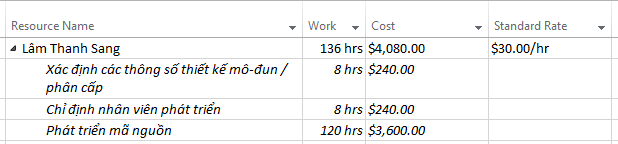 Resource Name Work Cost Standard Rate
Lâm Thanh Sang 136 hrs $4,080.00 $30.00/hr
Xác định các thông số thiết kế mô-đun / 8 hrs $240.00
phân cấp
Chỉ định nhân viên phát triển 8 hrs $240.00
Phát triển mã nguồn 120 hrs $3,600.00